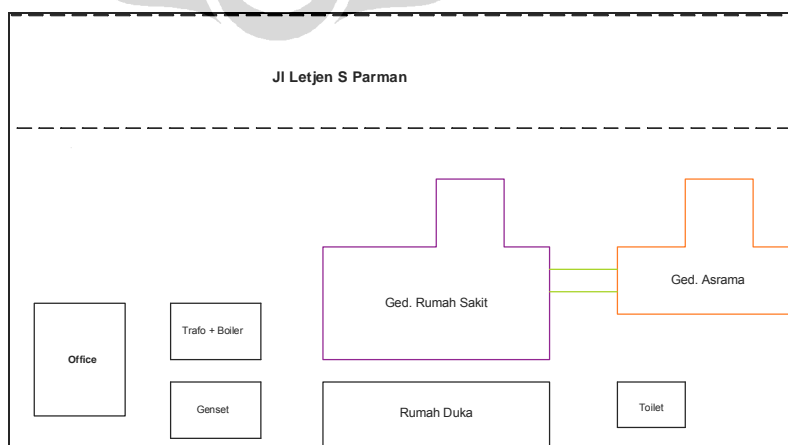 Jl Letjen S Parman
Ged. Rumah Sakit
Ged. Asrama
Trafo + Boiler
Office
Genset
Rumah Duka
Toilet